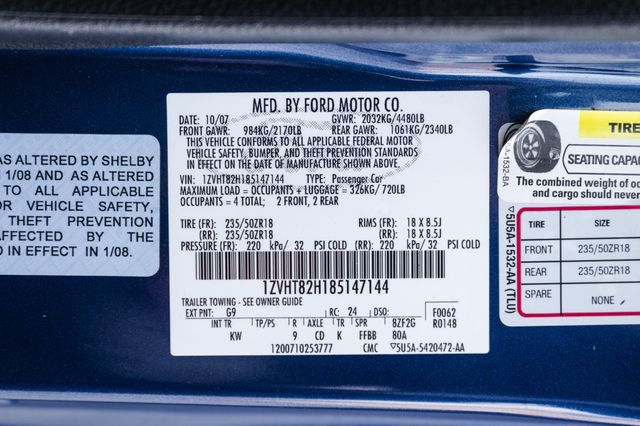 AS ALTERED BY SHELBY
1/08 AND AS ALTERED
TO ALL APPLICABLE
OR VEHICLE SAFETY,
THEFT PREVENTION
AFFECTED BY THE
D IN EFFECT IN 1/08.
MFD. BY FORD MOTOR CO.
10/07 GVWR: 2032KG/4480LB
FRONT GAWR: 984KG/2170LB REAR GAWR: 1061KG/2340LB
THIS VEHICLE CONFORMS TO ALL APPLICABLE FEDERAL MOTOR
VEHICLE SAFETY, BUMPER, AND THEFT PREVENTION STANDARDS
IN EFFECT ON THE DATE OF MANUFACTURE SHOWN ABOVE.
VIN: 1ZVHT82H185147144 TYPE: Passenger Car
MAXIMUM LOAD = OCCUPANTS + LUGGAGE = 326KG/720LB
OCCUPANTS = 4 TOTAL; 2 FRONT, 2 REAR
TIRE (FR): 235/50ZR18 RIMS (FR): 18 X 8.5J
(RR): 235/50ZR18 (RR): 18 X 8.5J
PRESSURE (FR): 220 kPa/ 32 PSI COLD (RR): 220 kPa/ 32 PSI COLD
1ZVHT82H185147144
TRAILER TOWING - SEE OWNER GUIDE
EXT PNT: G9 RC: 24 DSO: F0062
INT TR TP/PS R AXLE TR SPR 8ZF2G R0148
KW 9 CD K FFBB 80A
1200710253777 CMC ▽5U5A-5420472-AA
TIRE
-1532-BA
SEATING CAPAC
The combined weight of oc
and cargo should never
▽5U5A-1532-AA (TLU)
TIRE SIZE
FRONT 235/50ZR18
REAR 235/50ZR18
SPARE NONE